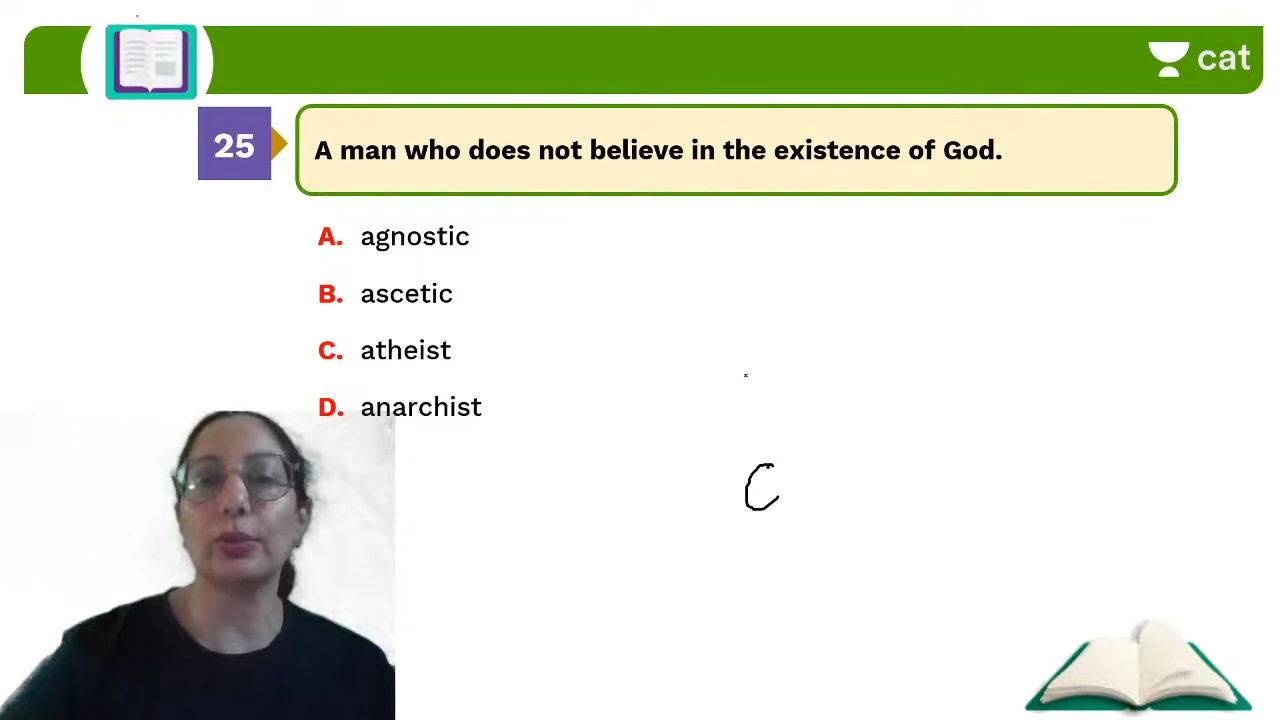 cat
25
A man who does not believe in the existence of God.
A. agnostic
B. ascetic
C. atheist
D. anarchist
C